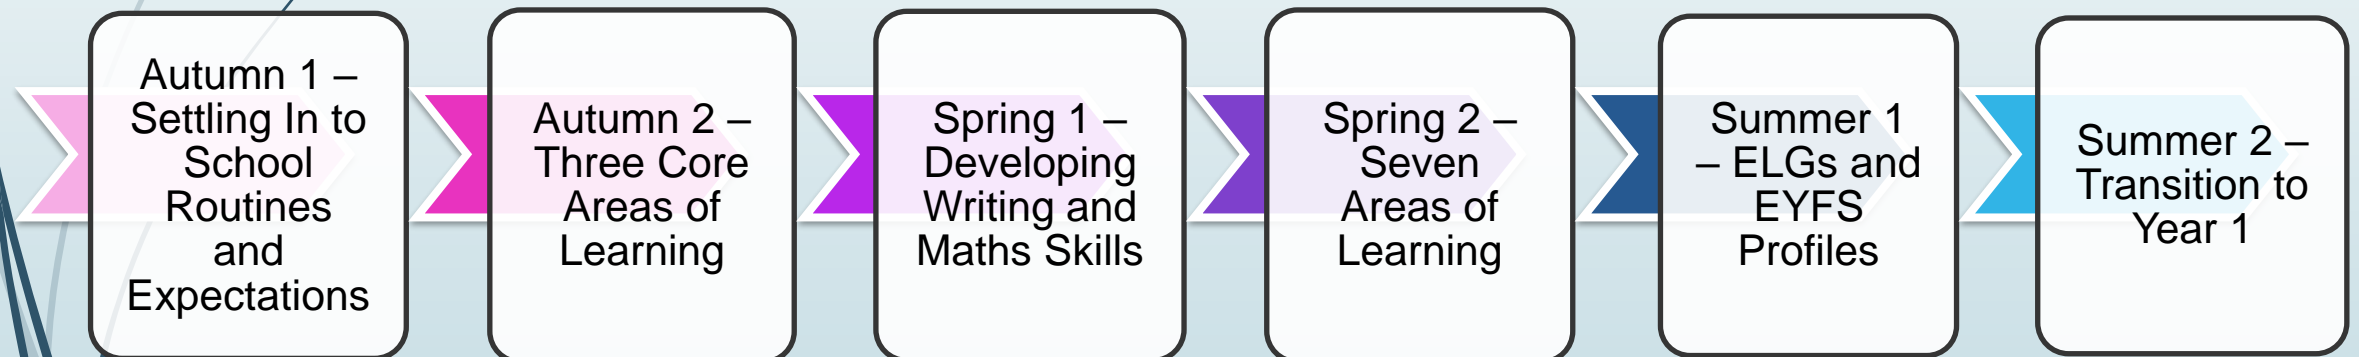 Autumn 1 –
Settling In to
School
Routines
and
Expectations
Autumn 2 –
Three Core
Areas of
Learning
Spring 1 –
Developing
Writing and
Maths Skills
Spring 2 –
Seven
Areas of
Learning
Summer 1
– ELGs and
EYFS
Profiles
Summer 2 –
Transition to
Year 1